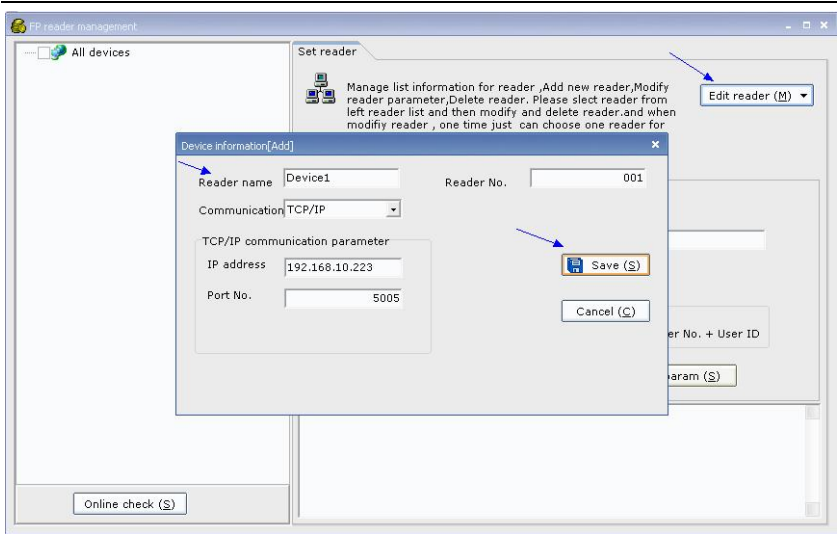 FP reader management
All devices
Set reader
Manage list information for reader ,Add new reader,Modify
reader parameter,Delete reader. Please slect reader from
left reader list and then modify and delete reader.and when
modifiy reader , one time just can choose one reader for
Edit reader (M)
Device information[Add]
Reader name Device1
Reader No. 001
Communication TCP/IP
TCP/IP communication parameter
IP address 192.168.10.223
Port No. 5005
Save (S)
Cancel (C)
er No. + User ID
param (S)
Online check (S)